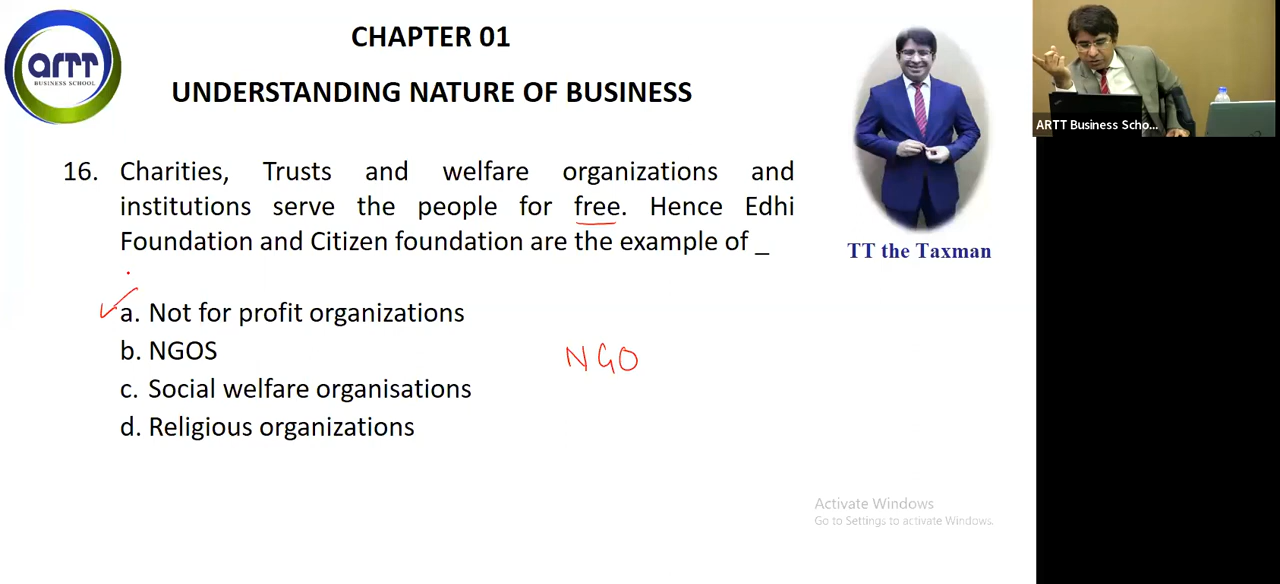 ARTT
BUSINESS SCHOOL
CHAPTER 01
UNDERSTANDING NATURE OF BUSINESS
16. Charities, Trusts and welfare organizations and
institutions serve the people for free. Hence Edhi
Foundation and Citizen foundation are the example of _
.
a. Not for profit organizations
b. NGOS
c. Social welfare organisations
d. Religious organizations
NGO
TT the Taxman
ARTT Business Scho...
Activate Windows
Go to Settings to activate Windows.